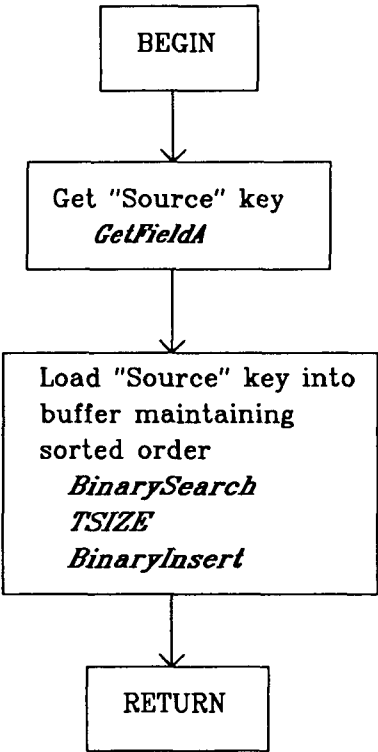 BEGIN
Get "Source" key
GetFieldA
Load "Source" key into
buffer maintaining
sorted order
BinarySearch
TSIZE
BinaryInsert
RETURN